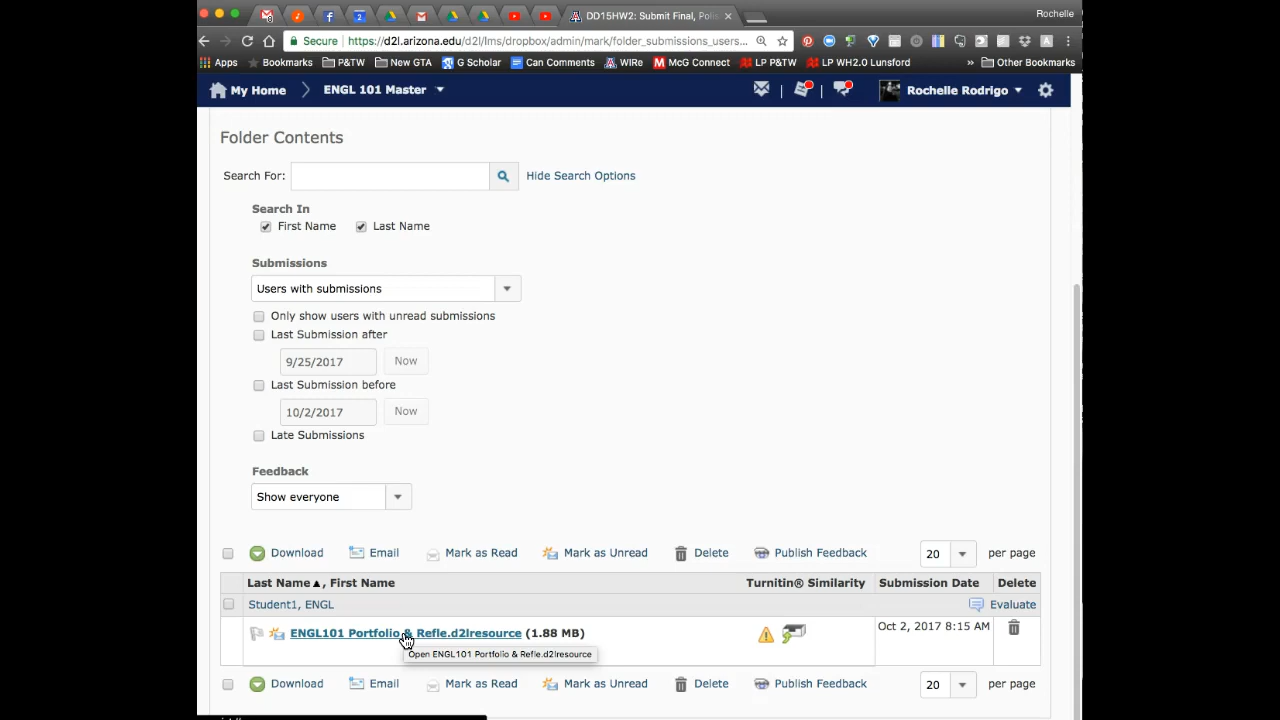 Rochelle
DD15HW2: Submit Final, Poli
Secure
https://d2l.arizona.edu/d2l/lms/dropbox/admin/mark/folder_submissions_users...
Apps Bookmarks P&TW New GTA G Scholar Can Comments WIRe McG Connect LP P&TW LP WH2.0 Lunsford » Other Bookmarks
My Home ENGL 101 Master Rochelle Rodrigo
Folder Contents
Search For: Hide Search Options
Search In
First Name Last Name
Submissions
Users with submissions
Only show users with unread submissions
Last Submission after
9/25/2017 Now
Last Submission before
10/2/2017 Now
Late Submissions
Feedback
Show everyone
Download Email Mark as Read Mark as Unread Delete Publish Feedback 20 per page
Last Name ▲, First Name Turnitin® Similarity Submission Date Delete
Student1, ENGL Evaluate
ENGL101 Portfolio & Refle.d2lresource (1.88 MB) Oct 2, 2017 8:15 AM
Open ENGL101 Portfolio & Refle.d2lresource
Download Email Mark as Read Mark as Unread Delete Publish Feedback 20 per page